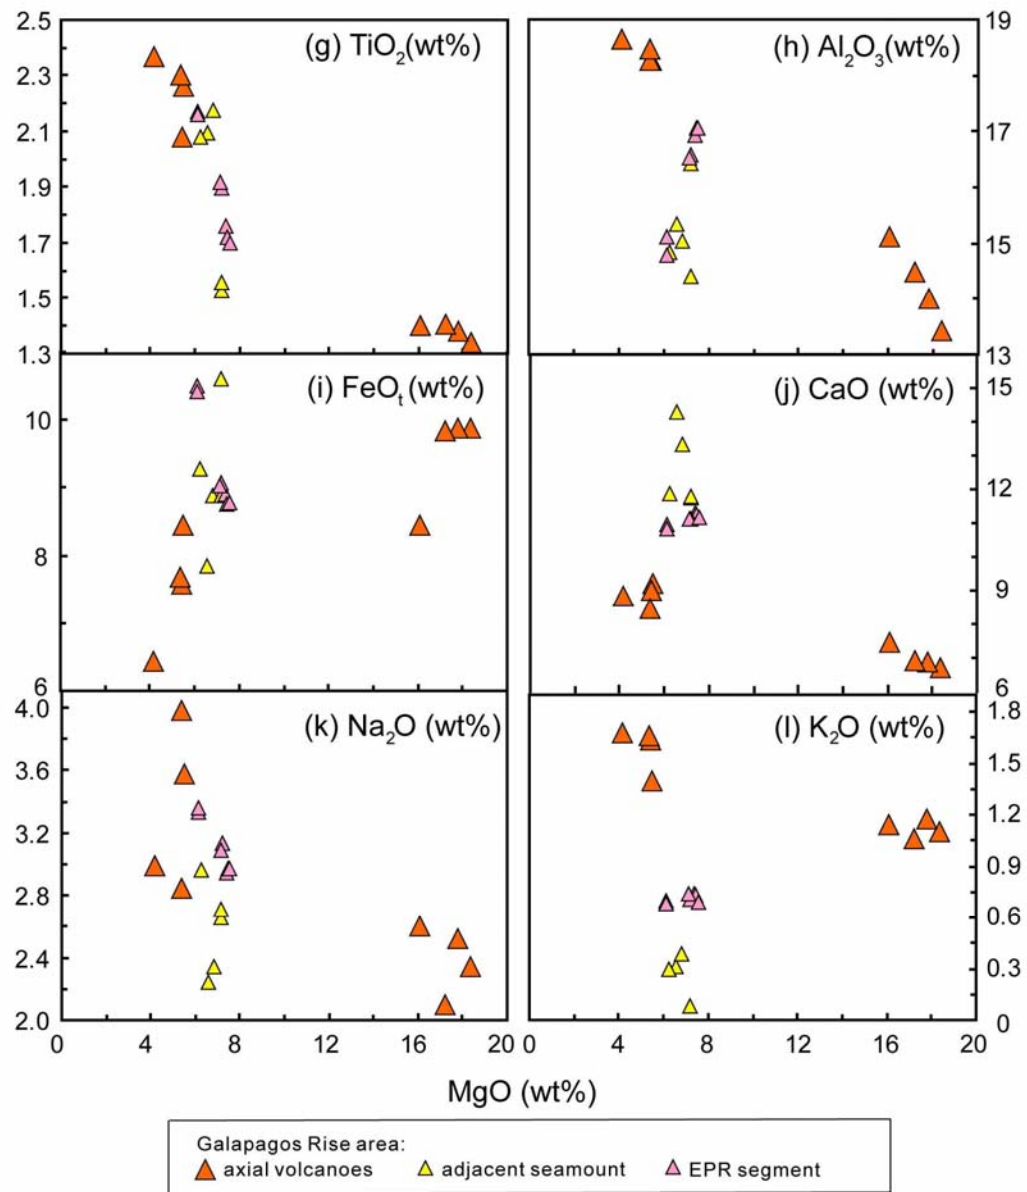 2.5 (g) TiO₂(wt%) (h) Al₂O₃(wt%) 19
2.3
2.1 17
1.9
1.7 15
1.5
1.3 13
(i) FeOₜ (wt%) (j) CaO (wt%) 15
10
12
8
9
6 6
4.0 (k) Na₂O (wt%) (l) K₂O (wt%) 1.8
3.6 1.5
3.2 1.2
0.9
2.8
0.6
2.4
0.3
2.0 0
0 4 8 12 16 20 0 4 8 12 16 20
MgO (wt%)
Galapagos Rise area:
axial volcanoes adjacent seamount EPR segment